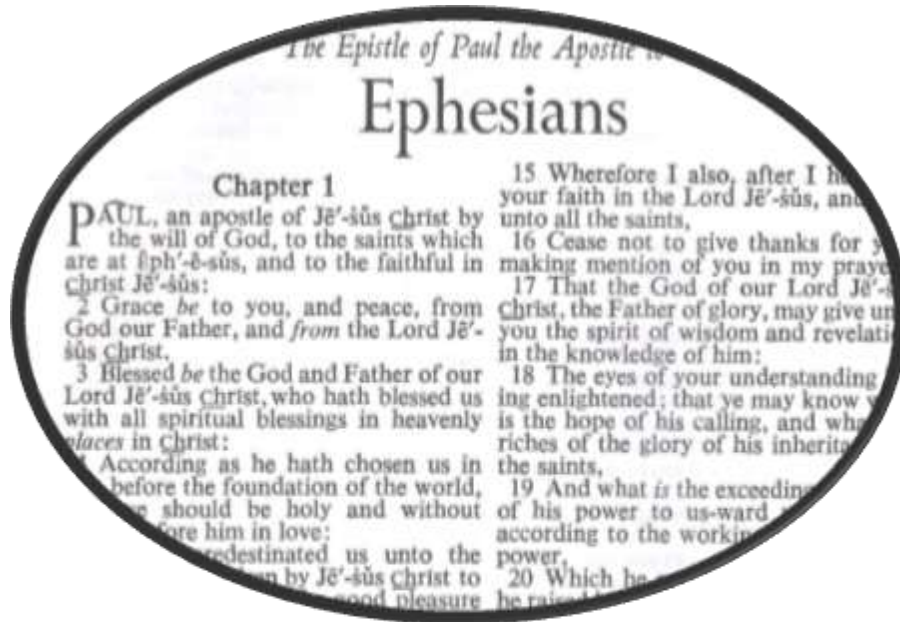 The Epistle of Paul the Apostle
Ephesians
Chapter 1
PAUL, an apostle of Jē′-ṡŭs Christ by
the will of God, to the saints which
are at Ĕph′-ĕ-sŭs, and to the faithful in
Christ Jē′-ṡŭs:
2 Grace be to you, and peace, from
God our Father, and from the Lord Jē′-
ṡŭs Christ.
3 Blessed be the God and Father of our
Lord Jē′-ṡŭs Christ, who hath blessed us
with all spiritual blessings in heavenly
places in Christ:
According as he hath chosen us in
before the foundation of the world,
should be holy and without
him in love:
us unto the
by Jē′-ṡŭs Christ to
good pleasure
15 Wherefore I also, after I
your faith in the Lord Jē′-ṡŭs, and
unto all the saints,
16 Cease not to give thanks for
making mention of you in my
17 That the God of our Lord
Christ, the Father of glory, may give
you the spirit of wisdom and
in the knowledge of him:
18 The eyes of your understanding
ing enlightened; that ye may know
is the hope of his calling, and
riches of the glory of his
the saints,
19 And what is the exceeding
of his power to us-ward
according to the
power,
20 Which he
he